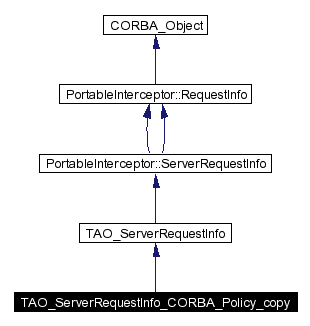 CORBA_Object
PortableInterceptor::RequestInfo
PortableInterceptor::ServerRequestInfo
TAO_ServerRequestInfo
TAO_ServerRequestInfo_CORBA_Policy_copy